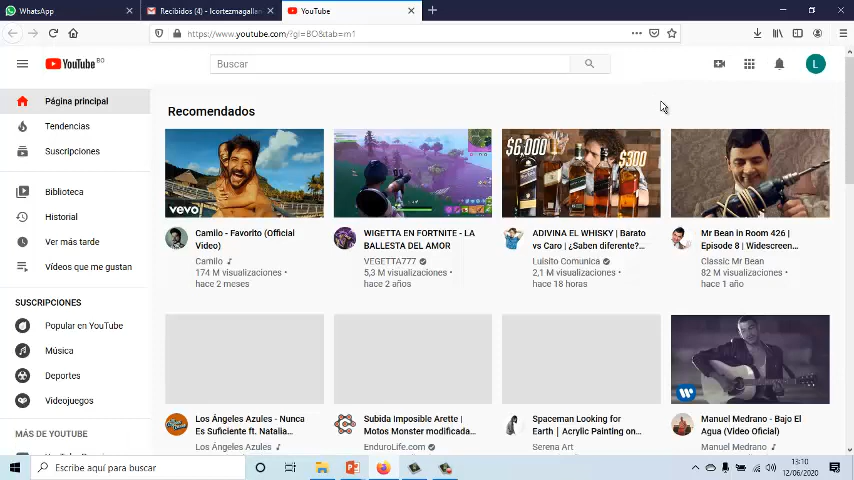 WhatsApp
Recibidos (4) - lcortezmagallan
YouTube
https://www.youtube.com/?gl=BO&tab=m1
YouTube BO
Buscar
L
Página principal
Tendencias
Suscripciones
Biblioteca
Historial
Ver más tarde
Vídeos que me gustan
SUSCRIPCIONES
Popular en YouTube
Música
Deportes
Videojuegos
MÁS DE YOUTUBE
Recomendados
vevo
Camilo - Favorito (Official
Video)
Camilo
174 M visualizaciones •
hace 2 meses
WIGETTA EN FORTNITE - LA
BALLESTA DEL AMOR
VEGETTA777
5,3 M visualizaciones •
hace 2 años
$6,000
$300
ADIVINA EL WHISKY | Barato
vs Caro | ¿Saben diferente?...
Luisito Comunica
2,1 M visualizaciones •
hace 18 horas
Mr Bean in Room 426 |
Episode 8 | Widescreen...
Classic Mr Bean
82 M visualizaciones •
hace 1 año
Los Ángeles Azules - Nunca
Es Suficiente ft. Natalia...
Los Ángeles Azules
Subida Imposible Arette |
Motos Monster modificada...
EnduroLife.com
Spaceman Looking for
Earth | Acrylic Painting on...
Serena Art
Manuel Medrano - Bajo El
Agua (Video Oficial)
Manuel Medrano
Escribe aquí para buscar
13:10
12/06/2020